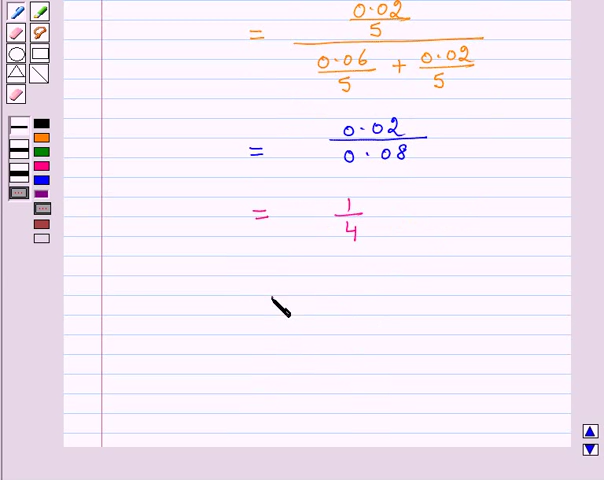 = (0.02/5) / (0.06/5 + 0.02/5)
= 0.02/0.08
= 1/4